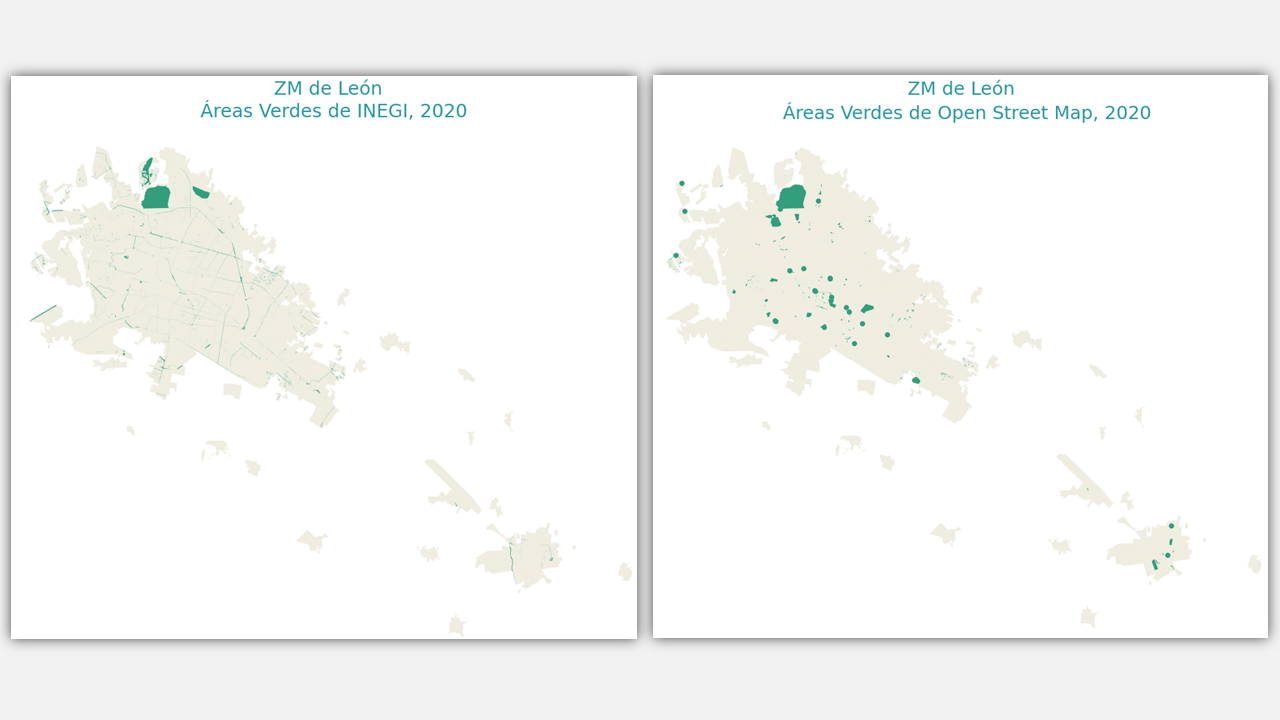 ZM de León
Áreas Verdes de INEGI, 2020
ZM de León
Áreas Verdes de Open Street Map, 2020